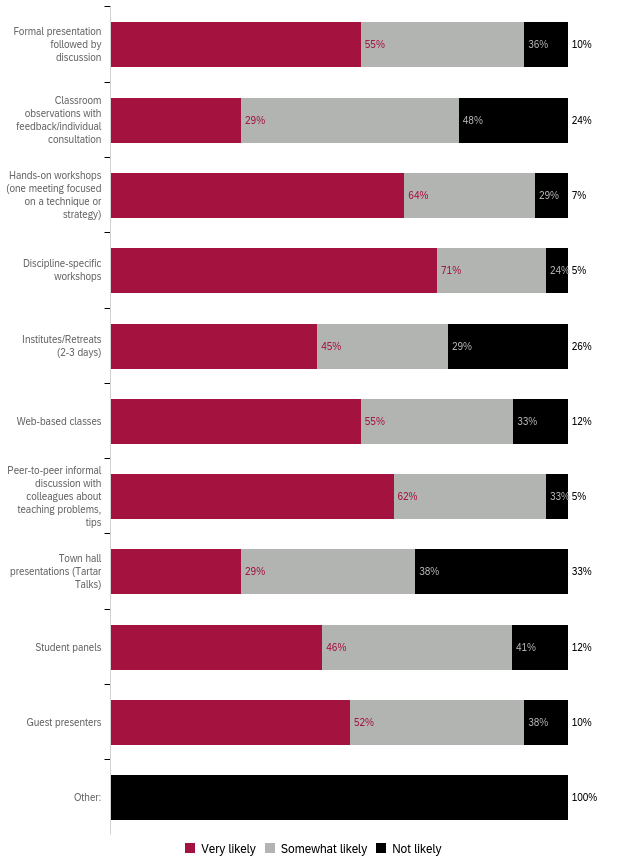 Formal presentation
followed by
discussion
55% 36% 10%
Classroom
observations with
feedback/individual
consultation
29% 48% 24%
Hands-on workshops
(one meeting focused
on a technique or
strategy)
64% 29% 7%
Discipline-specific
workshops
71% 24% 5%
Institutes/Retreats
(2-3 days)
45% 29% 26%
Web-based classes
55% 33% 12%
Peer-to-peer informal
discussion with
colleagues about
teaching problems,
tips
62% 33% 5%
Town hall
presentations (Tartar
Talks)
29% 38% 33%
Student panels
46% 41% 12%
Guest presenters
52% 38% 10%
Other:
100%
Very likely Somewhat likely Not likely